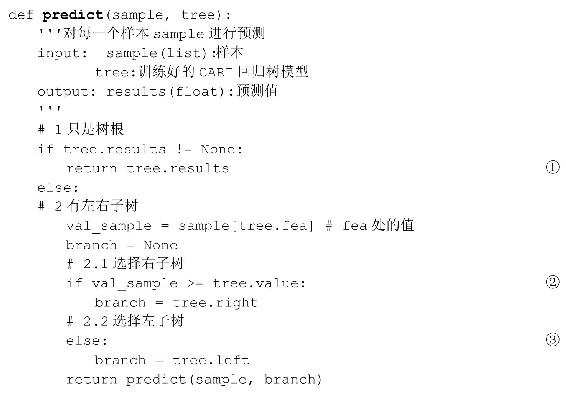 def predict(sample, tree):
'''对每一个样本 sample 进行预测
input: sample(list):样本
tree:训练好的 CART 回归树模型
output: results(float):预测值
'''
# 1 只是树根
if tree.results != None:
return tree.results ①
else:
# 2 有左右子树
val_sample = sample[tree.fea] # fea 处的值
branch = None
# 2.1 选择右子树
if val_sample >= tree.value: ②
branch = tree.right
# 2.2 选择左子树
else: ③
branch = tree.left
return predict(sample, branch)